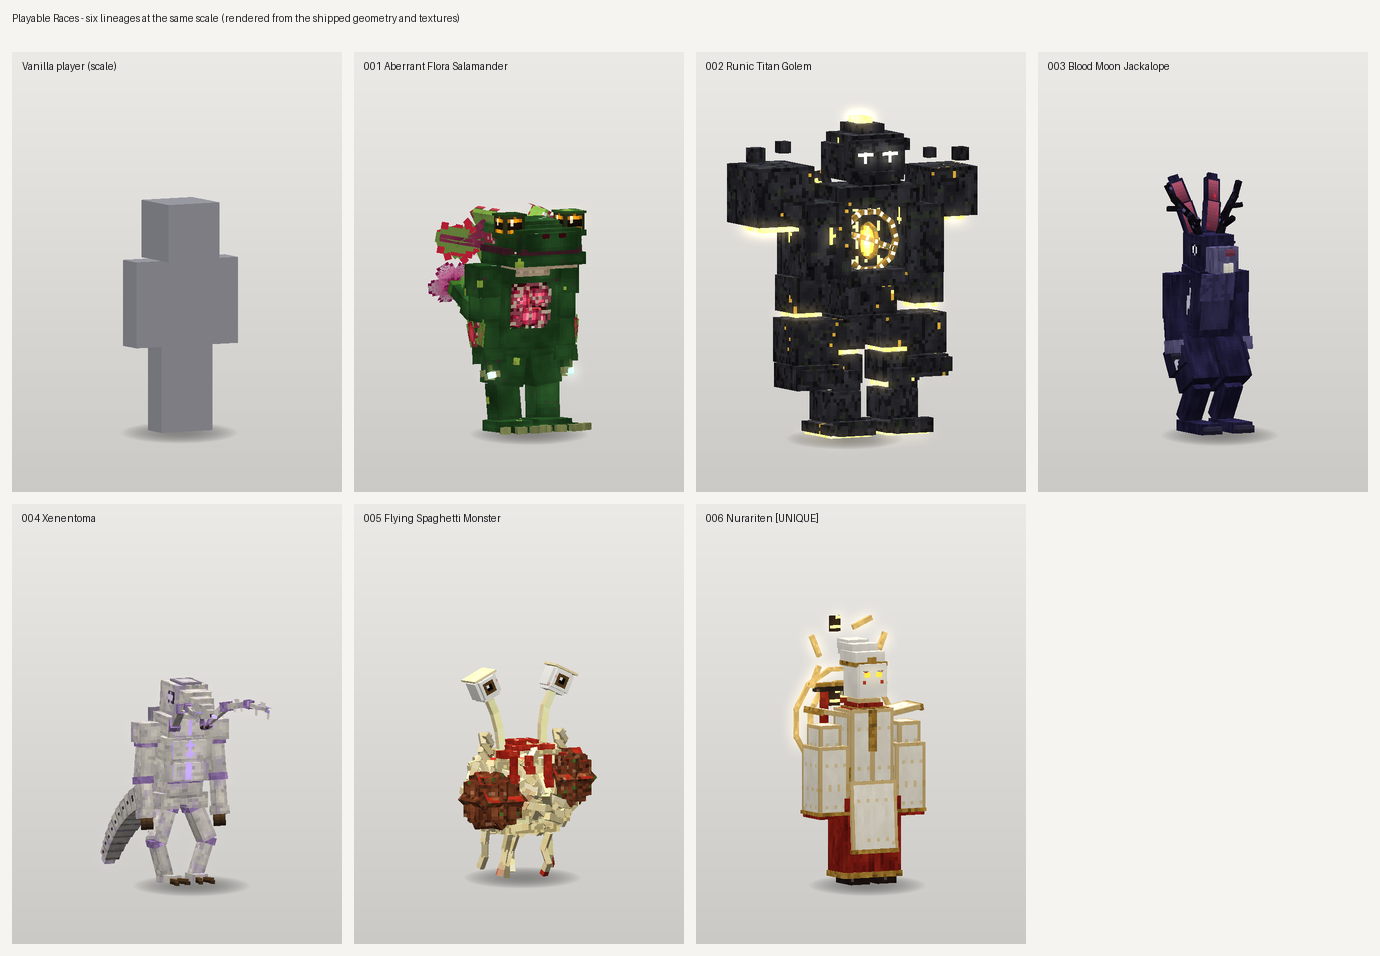 Playable Races - six lineages at the same scale (rendered from the shipped geometry and textures)
Vanilla player (scale)
001 Aberrant Flora Salamander
002 Runic Titan Golem
003 Blood Moon Jackalope
004 Xenentoma
005 Flying Spaghetti Monster
006 Nurariten [UNIQUE]